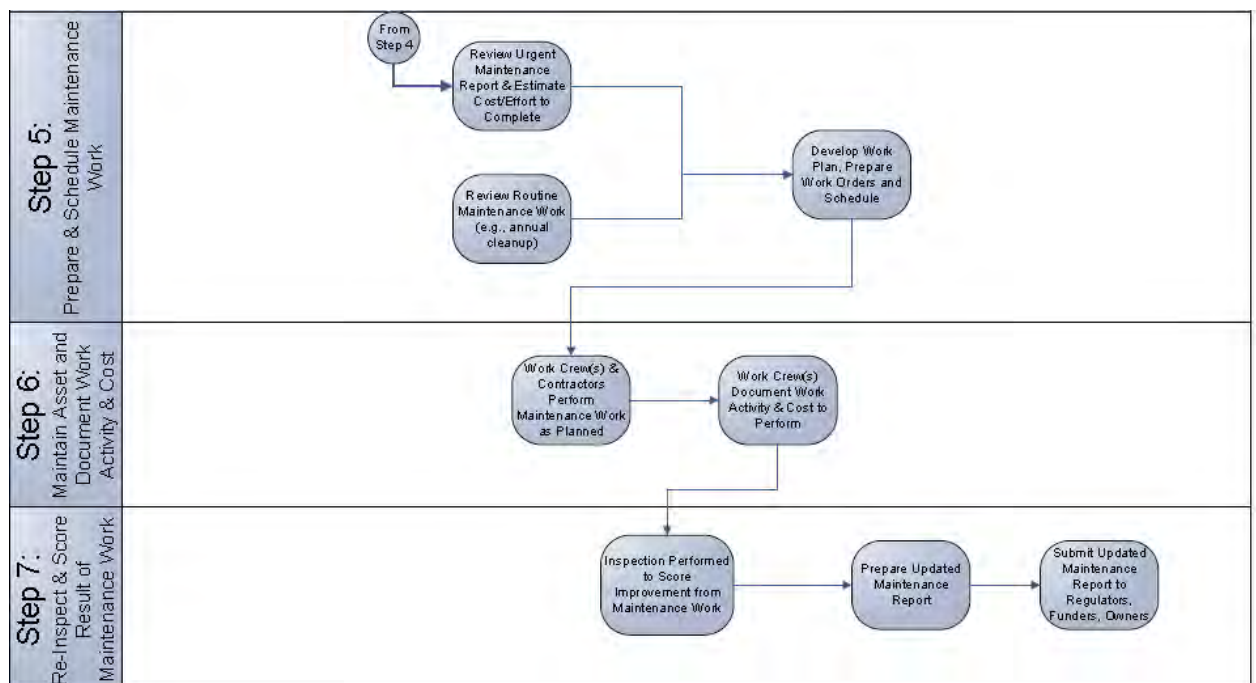 Step 5:
Prepare & Schedule Maintenance
Work
From
Step 4
Review Urgent
Maintenance
Report & Estimate
Cost/Effort to
Complete
Review Routine
Maintenance Work
(e.g., annual
cleanup)
Develop Work
Plan, Prepare
Work Orders and
Schedule
Step 6:
Maintain Asset and
Document Work
Activity & Cost
Work Crew(s) &
Contractors
Perform
Maintenance Work
as Planned
Work Crew(s)
Document Work
Activity & Cost to
Perform
Step 7:
Re-Inspect & Score
Result of
Maintenance Work
Inspection Performed
to Score
Improvement from
Maintenance Work
Prepare Updated
Maintenance
Report
Submit Updated
Maintenance
Report to
Regulators,
Funders, Owners